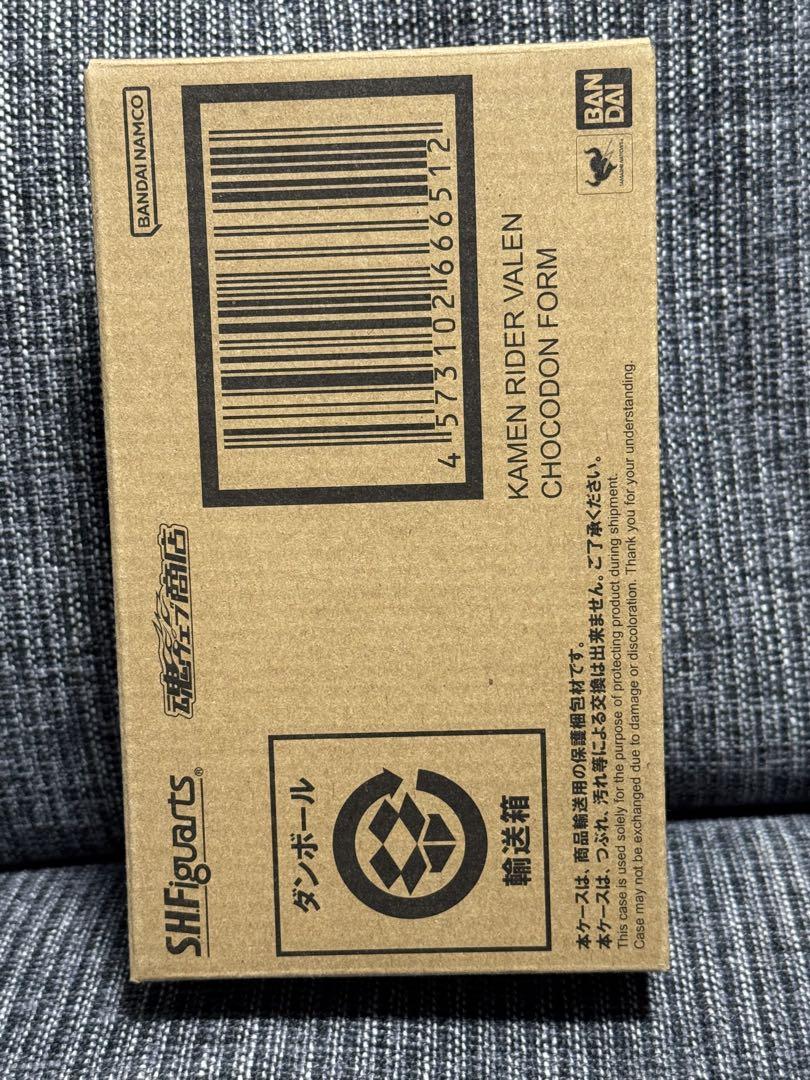 S.H.Figuarts®
魂ウェブ商店
BANDAI NAMCO
4 573102 666512
KAMEN RIDER VALEN
CHOCODON FORM
BAN
DAI
ダンボール
輸送箱
本ケースは、商品輸送用の保護梱包材です。
本ケースは、つぶれ、汚れ等による交換は出来ません。ご了承ください。
This case is used solely for the purpose of protecting product during shipment.
Case may not be exchanged due to damage or discoloration. Thank you for your understanding.